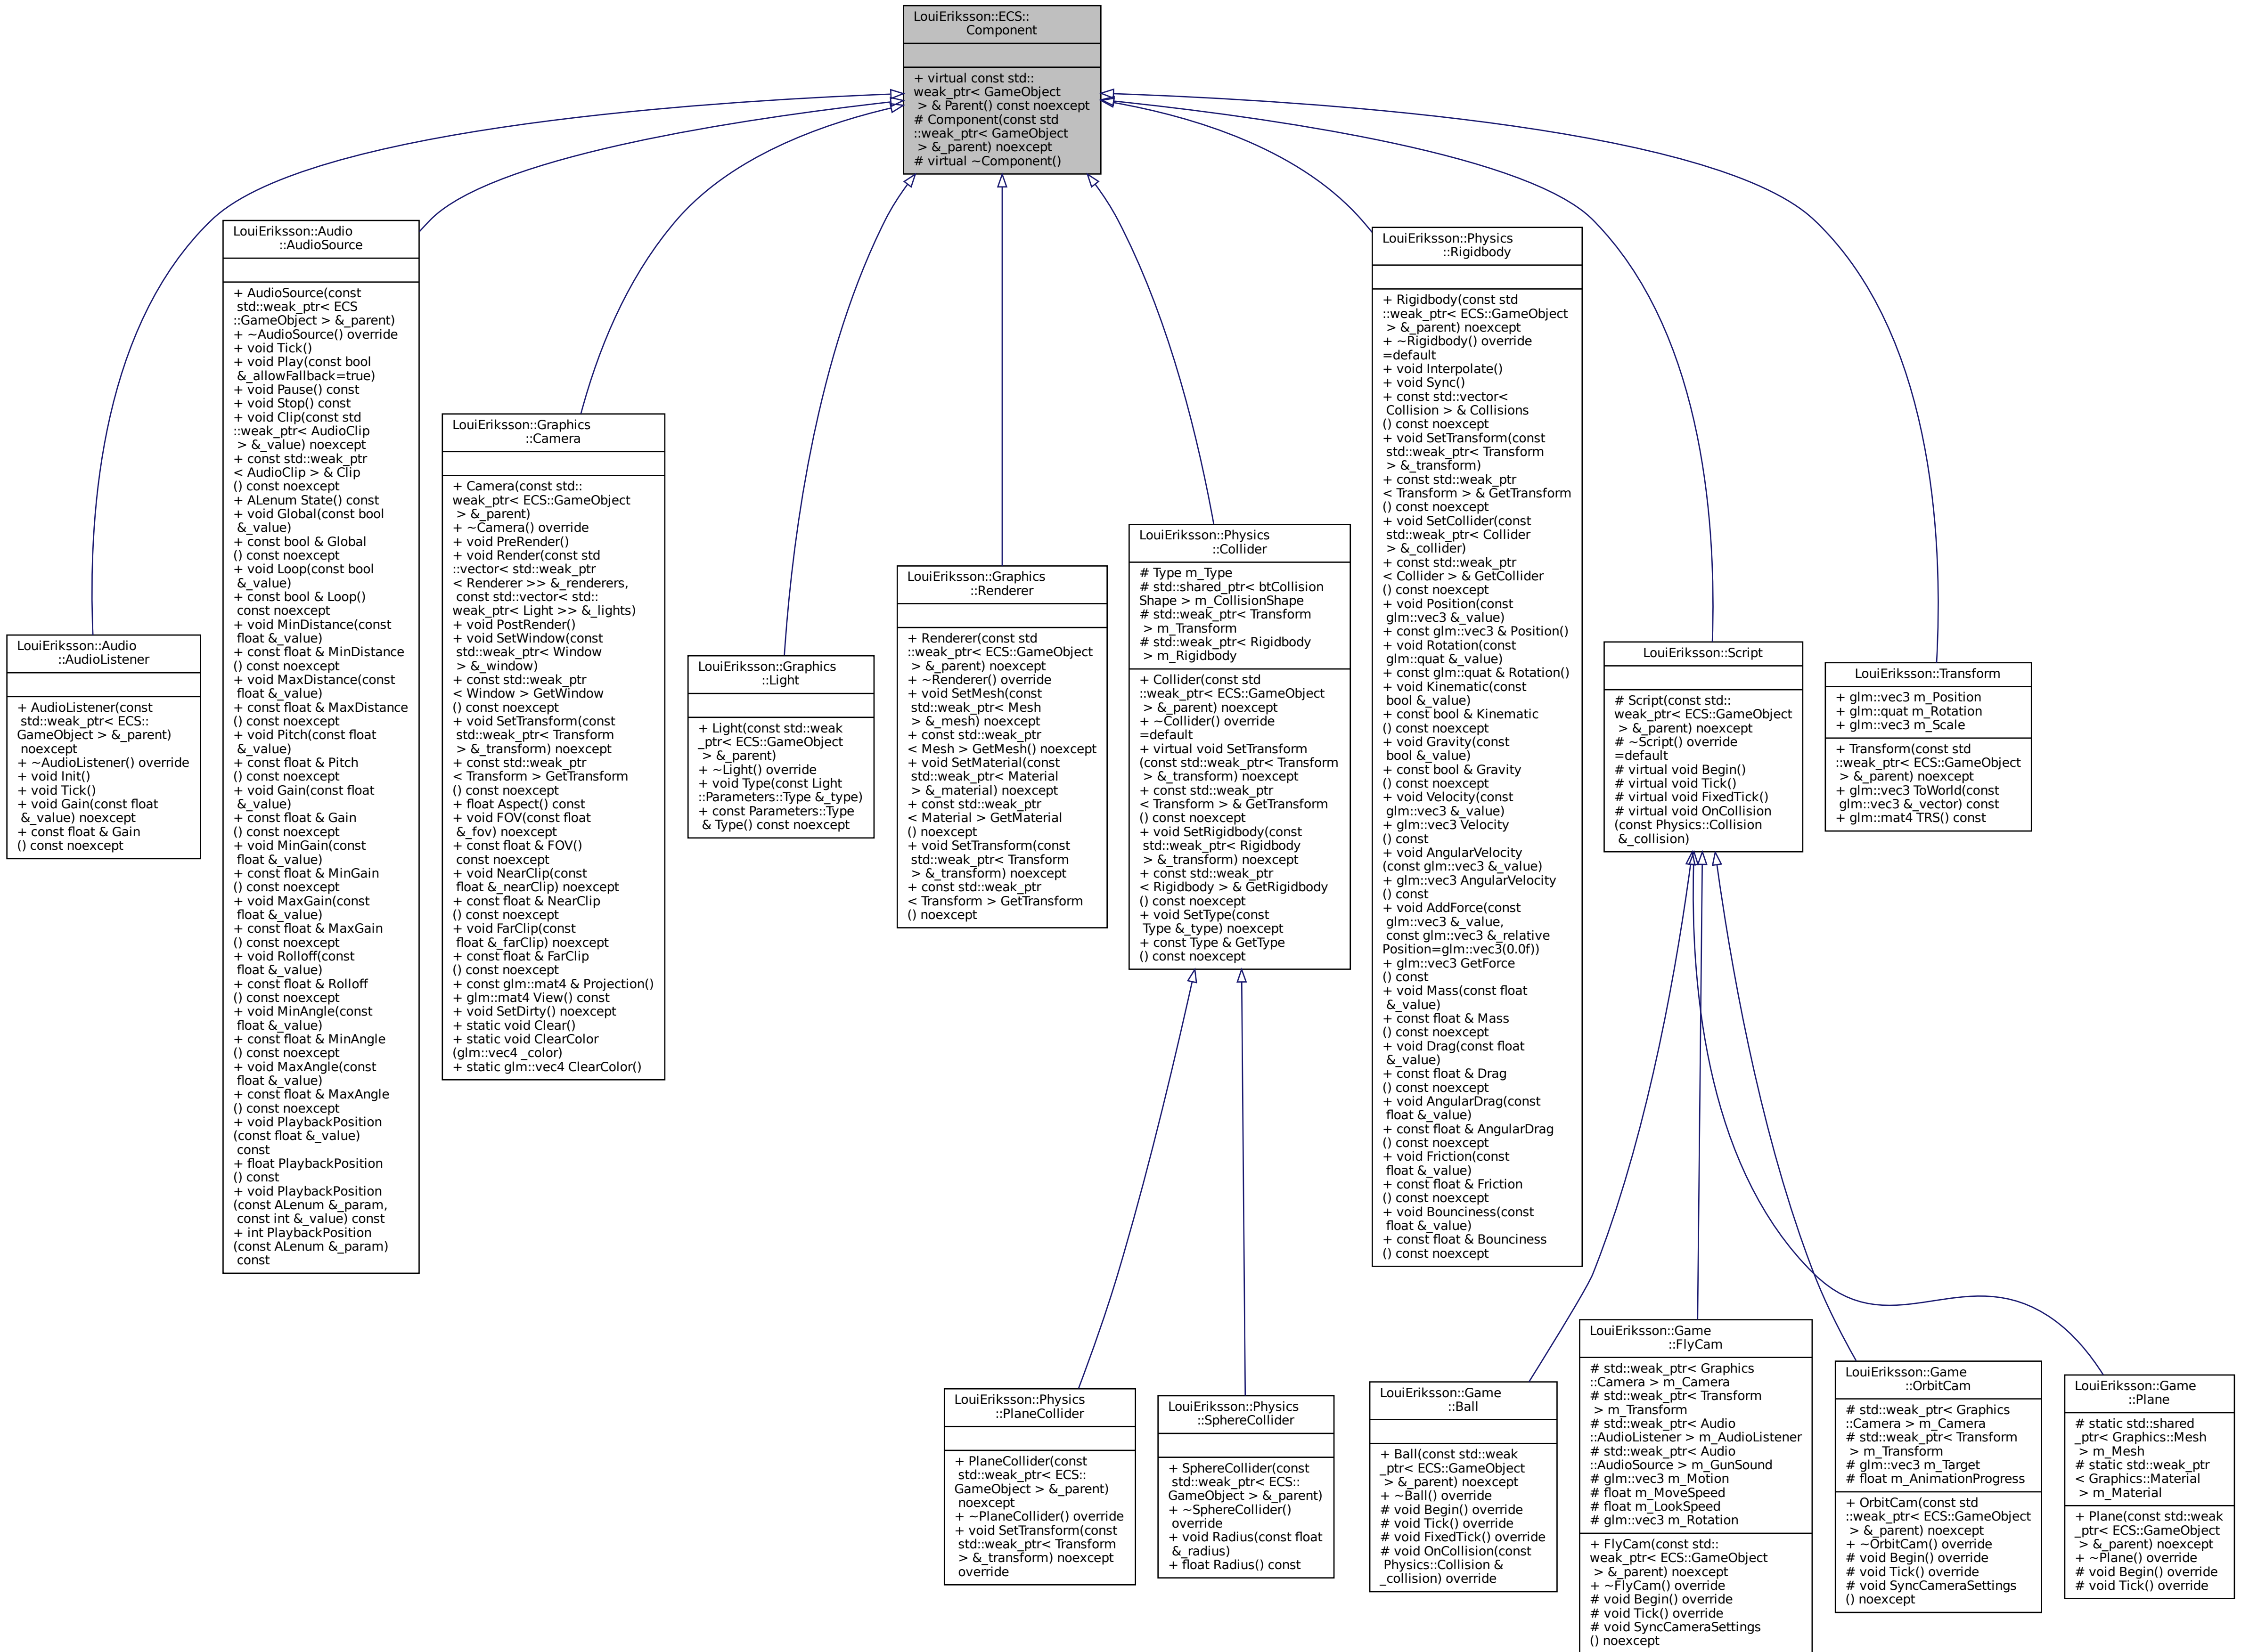 LouiEriksson::ECS::
Component
+ virtual const std::
weak_ptr< GameObject
 > & Parent() const noexcept
# Component(const std
::weak_ptr< GameObject
 > &_parent) noexcept
# virtual ~Component()
LouiEriksson::Audio
::AudioSource
+ AudioSource(const
 std::weak_ptr< ECS
::GameObject > &_parent)
+ ~AudioSource() override
+ void Tick()
+ void Play(const bool
 &_allowFallback=true)
+ void Pause() const
+ void Stop() const
+ void Clip(const std
::weak_ptr< AudioClip
 > &_value) noexcept
+ const std::weak_ptr
< AudioClip > & Clip
() const noexcept
+ ALenum State() const
+ void Global(const bool
 &_value)
+ const bool & Global
() const noexcept
+ void Loop(const bool
 &_value)
+ const bool & Loop()
 const noexcept
+ void MinDistance(const
 float &_value)
+ const float & MinDistance
() const noexcept
+ void MaxDistance(const
 float &_value)
+ const float & MaxDistance
() const noexcept
+ void Pitch(const float
 &_value)
+ const float & Pitch
() const noexcept
+ void Gain(const float
 &_value)
+ const float & Gain
() const noexcept
+ void MinGain(const
 float &_value)
+ const float & MinGain
() const noexcept
+ void MaxGain(const
 float &_value)
+ const float & MaxGain
() const noexcept
+ void Rolloff(const
 float &_value)
+ const float & Rolloff
() const noexcept
+ void MinAngle(const
 float &_value)
+ const float & MinAngle
() const noexcept
+ void MaxAngle(const
 float &_value)
+ const float & MaxAngle
() const noexcept
+ void PlaybackPosition
(const float &_value)
 const
+ float PlaybackPosition
() const
+ void PlaybackPosition
(const ALenum &_param,
 const int &_value) const
+ int PlaybackPosition
(const ALenum &_param)
 const
LouiEriksson::Physics
::Rigidbody
+ Rigidbody(const std
::weak_ptr< ECS::GameObject
 > &_parent) noexcept
+ ~Rigidbody() override
=default
+ void Interpolate()
+ void Sync()
+ const std::vector<
 Collision > & Collisions
() const noexcept
+ void SetTransform(const
 std::weak_ptr< Transform
 > &_transform)
+ const std::weak_ptr
< Transform > & GetTransform
() const noexcept
+ void SetCollider(const
 std::weak_ptr< Collider
 > &_collider)
+ const std::weak_ptr
< Collider > & GetCollider
() const noexcept
+ void Position(const
 glm::vec3 &_value)
+ const glm::vec3 & Position()
+ void Rotation(const
 glm::quat &_value)
+ const glm::quat & Rotation()
+ void Kinematic(const
 bool &_value)
+ const bool & Kinematic
() const noexcept
+ void Gravity(const
 bool &_value)
+ const bool & Gravity
() const noexcept
+ void Velocity(const
 glm::vec3 &_value)
+ glm::vec3 Velocity
() const
+ void AngularVelocity
(const glm::vec3 &_value)
+ glm::vec3 AngularVelocity
() const
+ void AddForce(const
 glm::vec3 &_value,
 const glm::vec3 &_relative
Position=glm::vec3(0.0f))
+ glm::vec3 GetForce
() const
+ void Mass(const float
 &_value)
+ const float & Mass
() const noexcept
+ void Drag(const float
 &_value)
+ const float & Drag
() const noexcept
+ void AngularDrag(const
 float &_value)
+ const float & AngularDrag
() const noexcept
+ void Friction(const
 float &_value)
+ const float & Friction
() const noexcept
+ void Bounciness(const
 float &_value)
+ const float & Bounciness
() const noexcept
LouiEriksson::Graphics
::Camera
+ Camera(const std::
weak_ptr< ECS::GameObject
 > &_parent)
+ ~Camera() override
+ void PreRender()
+ void Render(const std
::vector< std::weak_ptr
< Renderer >> &_renderers,
 const std::vector< std::
weak_ptr< Light >> &_lights)
+ void PostRender()
+ void SetWindow(const
 std::weak_ptr< Window
 > &_window)
+ const std::weak_ptr
< Window > GetWindow
() const noexcept
+ void SetTransform(const
 std::weak_ptr< Transform
 > &_transform) noexcept
+ const std::weak_ptr
< Transform > GetTransform
() const noexcept
+ float Aspect() const
+ void FOV(const float
 &_fov) noexcept
+ const float & FOV()
 const noexcept
+ void NearClip(const
 float &_nearClip) noexcept
+ const float & NearClip
() const noexcept
+ void FarClip(const
 float &_farClip) noexcept
+ const float & FarClip
() const noexcept
+ const glm::mat4 & Projection()
+ glm::mat4 View() const
+ void SetDirty() noexcept
+ static void Clear()
+ static void ClearColor
(glm::vec4 _color)
+ static glm::vec4 ClearColor()
LouiEriksson::Physics
::Collider
# Type m_Type
# std::shared_ptr< btCollision
Shape > m_CollisionShape
# std::weak_ptr< Transform
 > m_Transform
# std::weak_ptr< Rigidbody
 > m_Rigidbody
+ Collider(const std
::weak_ptr< ECS::GameObject
 > &_parent) noexcept
+ ~Collider() override
=default
+ virtual void SetTransform
(const std::weak_ptr< Transform
 > &_transform) noexcept
+ const std::weak_ptr
< Transform > & GetTransform
() const noexcept
+ void SetRigidbody(const
 std::weak_ptr< Rigidbody
 > &_transform) noexcept
+ const std::weak_ptr
< Rigidbody > & GetRigidbody
() const noexcept
+ void SetType(const
 Type &_type) noexcept
+ const Type & GetType
() const noexcept
LouiEriksson::Graphics
::Renderer
+ Renderer(const std
::weak_ptr< ECS::GameObject
 > &_parent) noexcept
+ ~Renderer() override
+ void SetMesh(const
 std::weak_ptr< Mesh
 > &_mesh) noexcept
+ const std::weak_ptr
< Mesh > GetMesh() noexcept
+ void SetMaterial(const
 std::weak_ptr< Material
 > &_material) noexcept
+ const std::weak_ptr
< Material > GetMaterial
() noexcept
+ void SetTransform(const
 std::weak_ptr< Transform
 > &_transform) noexcept
+ const std::weak_ptr
< Transform > GetTransform
() noexcept
LouiEriksson::Audio
::AudioListener
+ AudioListener(const
 std::weak_ptr< ECS::
GameObject > &_parent)
 noexcept
+ ~AudioListener() override
+ void Init()
+ void Tick()
+ void Gain(const float
 &_value) noexcept
+ const float & Gain
() const noexcept
LouiEriksson::Graphics
::Light
+ Light(const std::weak
_ptr< ECS::GameObject
 > &_parent)
+ ~Light() override
+ void Type(const Light
::Parameters::Type &_type)
+ const Parameters::Type
 & Type() const noexcept
LouiEriksson::Script
# Script(const std::
weak_ptr< ECS::GameObject
 > &_parent) noexcept
# ~Script() override
=default
# virtual void Begin()
# virtual void Tick()
# virtual void FixedTick()
# virtual void OnCollision
(const Physics::Collision
 &_collision)
LouiEriksson::Transform
+ glm::vec3 m_Position
+ glm::quat m_Rotation
+ glm::vec3 m_Scale
+ Transform(const std
::weak_ptr< ECS::GameObject
 > &_parent) noexcept
+ glm::vec3 ToWorld(const
 glm::vec3 &_vector) const
+ glm::mat4 TRS() const
LouiEriksson::Physics
::PlaneCollider
+ PlaneCollider(const
 std::weak_ptr< ECS::
GameObject > &_parent)
 noexcept
+ ~PlaneCollider() override
+ void SetTransform(const
 std::weak_ptr< Transform
 > &_transform) noexcept
 override
LouiEriksson::Physics
::SphereCollider
+ SphereCollider(const
 std::weak_ptr< ECS::
GameObject > &_parent)
+ ~SphereCollider()
 override
+ void Radius(const float
 &_radius)
+ float Radius() const
LouiEriksson::Game
::Ball
+ Ball(const std::weak
_ptr< ECS::GameObject
 > &_parent) noexcept
+ ~Ball() override
# void Begin() override
# void Tick() override
# void FixedTick() override
# void OnCollision(const
 Physics::Collision &
_collision) override
LouiEriksson::Game
::FlyCam
# std::weak_ptr< Graphics
::Camera > m_Camera
# std::weak_ptr< Transform
 > m_Transform
# std::weak_ptr< Audio
::AudioListener > m_AudioListener
# std::weak_ptr< Audio
::AudioSource > m_GunSound
# glm::vec3 m_Motion
# float m_MoveSpeed
# float m_LookSpeed
# glm::vec3 m_Rotation
+ FlyCam(const std::
weak_ptr< ECS::GameObject
 > &_parent) noexcept
+ ~FlyCam() override
# void Begin() override
# void Tick() override
# void SyncCameraSettings
() noexcept
LouiEriksson::Game
::OrbitCam
# std::weak_ptr< Graphics
::Camera > m_Camera
# std::weak_ptr< Transform
 > m_Transform
# glm::vec3 m_Target
# float m_AnimationProgress
+ OrbitCam(const std
::weak_ptr< ECS::GameObject
 > &_parent) noexcept
+ ~OrbitCam() override
# void Begin() override
# void Tick() override
# void SyncCameraSettings
() noexcept
LouiEriksson::Game
::Plane
# static std::shared
_ptr< Graphics::Mesh
 > m_Mesh
# static std::weak_ptr
< Graphics::Material
 > m_Material
+ Plane(const std::weak
_ptr< ECS::GameObject
 > &_parent) noexcept
+ ~Plane() override
# void Begin() override
# void Tick() override